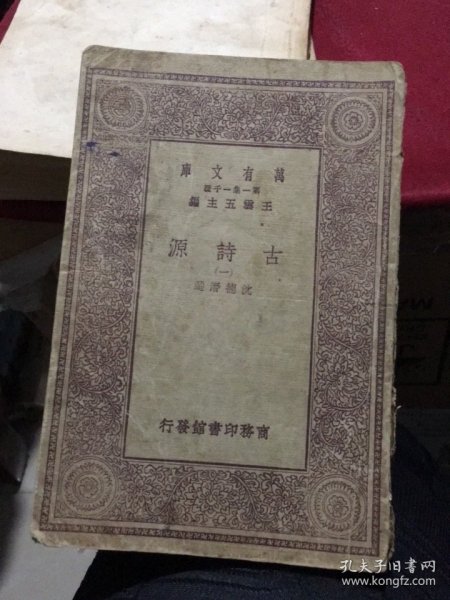 萬有文庫
第一集一千種
王雲五主編
古詩源
(一)
沈德潛選
商務印書館發行
孔夫子旧书网
www.kongfz.com